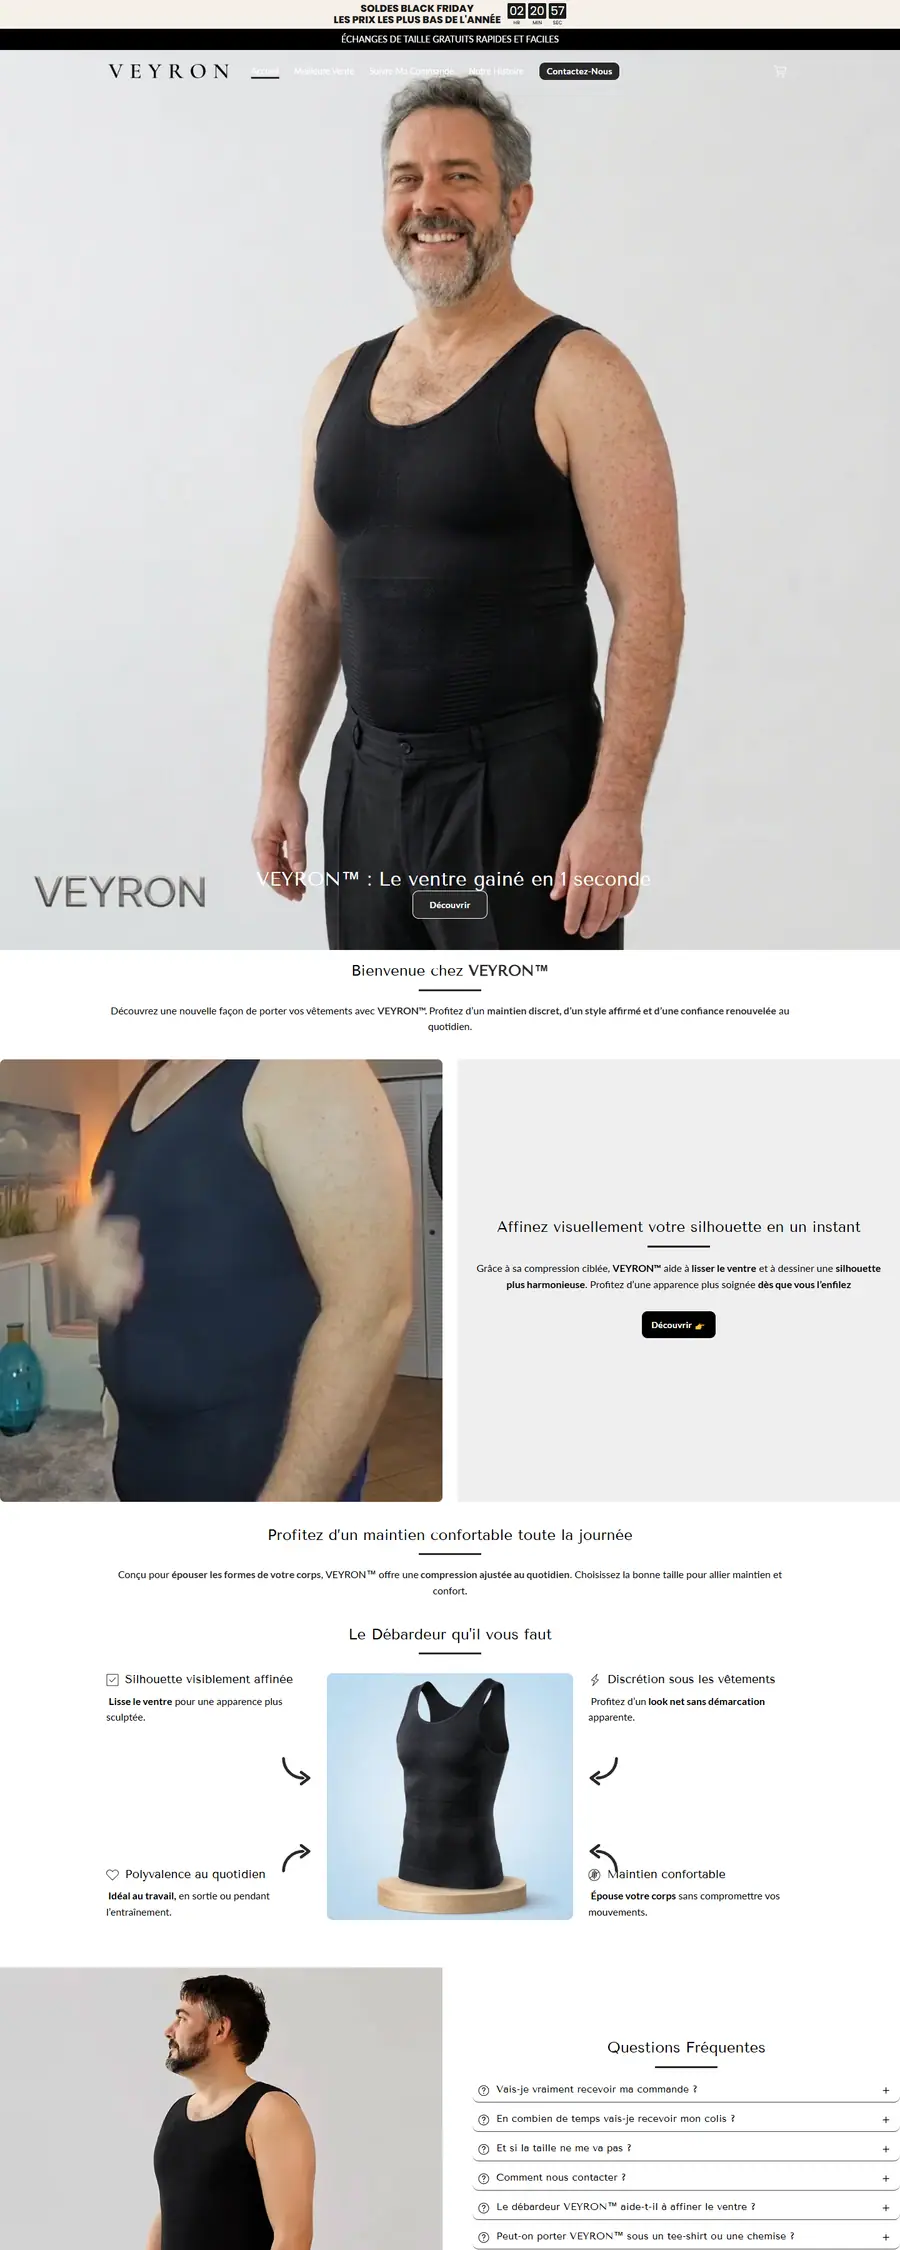 SOLDES BLACK FRIDAY
LES PRIX LES PLUS BAS DE L'ANNÉE
02 20 57
HR MIN SEC
ÉCHANGES DE TAILLE GRATUITS RAPIDES ET FACILES
VEYRON
Accueil Meilleure Vente Suivre Ma Commande Notre Histoire Contactez-Nous
VEYRON
VEYRON™ : Le ventre gainé en 1 seconde
Découvrir
Bienvenue chez VEYRON™
Découvrez une nouvelle façon de porter vos vêtements avec VEYRON™. Profitez d'un maintien discret, d'un style affirmé et d'une confiance renouvelée au
quotidien.
Affinez visuellement votre silhouette en un instant
Grâce à sa compression ciblée, VEYRON™ aide à lisser le ventre et à dessiner une silhouette
plus harmonieuse. Profitez d'une apparence plus soignée dès que vous l'enfilez
Découvrir 👉
Profitez d'un maintien confortable toute la journée
Conçu pour épouser les formes de votre corps, VEYRON™ offre une compression ajustée au quotidien. Choisissez la bonne taille pour allier maintien et
confort.
Le Débardeur qu'il vous faut
Silhouette visiblement affinée
Lisse le ventre pour une apparence plus
sculptée.
Discrétion sous les vêtements
Profitez d'un look net sans démarcation
apparente.
Polyvalence au quotidien
Idéal au travail, en sortie ou pendant
l'entraînement.
Maintien confortable
Épouse votre corps sans compromettre vos
mouvements.
Questions Fréquentes
Vais-je vraiment recevoir ma commande ?
En combien de temps vais-je recevoir mon colis ?
Et si la taille ne me va pas ?
Comment nous contacter ?
Le débardeur VEYRON™ aide-t-il à affiner le ventre ?
Peut-on porter VEYRON™ sous un tee-shirt ou une chemise ?